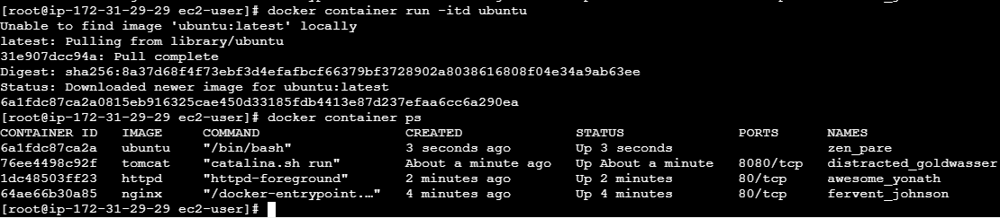 [root@ip-172-31-29-29 ec2-user]# docker container run -itd ubuntu
Unable to find image 'ubuntu:latest' locally
latest: Pulling from library/ubuntu
31e907dcc94a: Pull complete
Digest: sha256:8a37d68f4f73ebf3d4efafbcf66379bf3728902a8038616808f04e34a9ab63ee
Status: Downloaded newer image for ubuntu:latest
6a1fdc87ca2a0815eb916325cae450d33185fdb4413e87d237efaa6cc6a290ea
[root@ip-172-31-29-29 ec2-user]# docker container ps
CONTAINER ID   IMAGE     COMMAND                  CREATED              STATUS              PORTS      NAMES
6a1fdc87ca2a   ubuntu    "/bin/bash"              3 seconds ago        Up 3 seconds                   zen_pare
76ee4498c92f   tomcat    "catalina.sh run"        About a minute ago   Up About a minute   8080/tcp   distracted_goldwasser
1dc48503ff23   httpd     "httpd-foreground"       2 minutes ago        Up 2 minutes        80/tcp     awesome_yonath
64ae66b30a85   nginx     "/docker-entrypoint.…"   4 minutes ago        Up 4 minutes        80/tcp     fervent_johnson
[root@ip-172-31-29-29 ec2-user]#